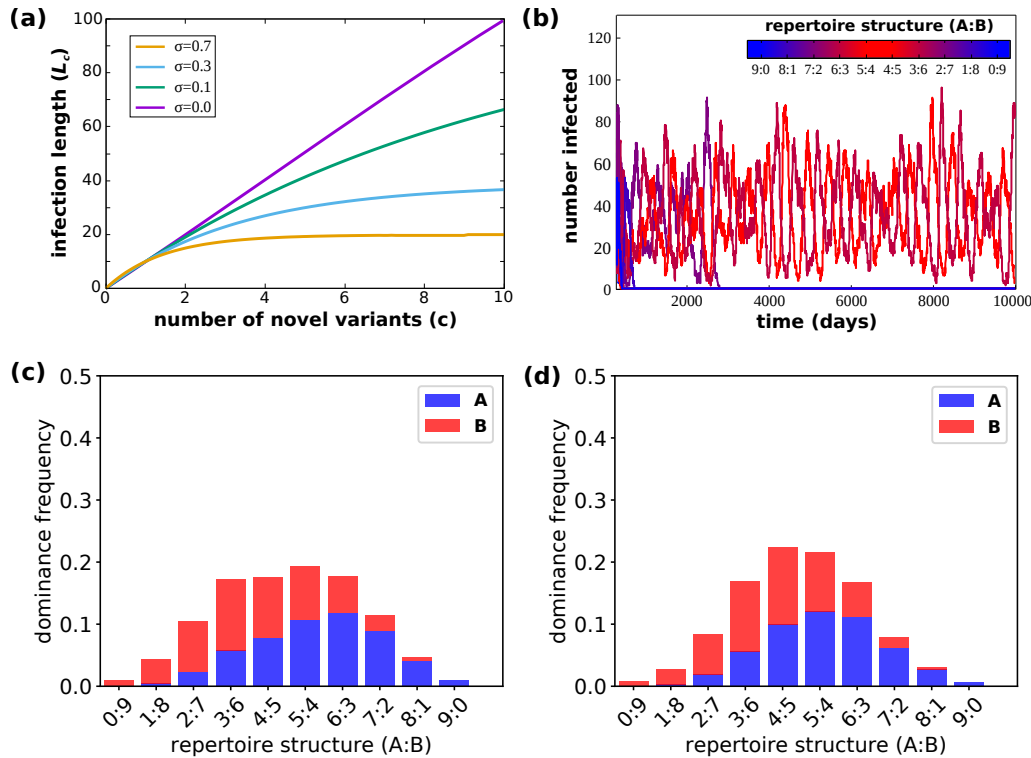 (a)
infection length (L_c)
100
80
60
40
20
0
σ=0.7
σ=0.3
σ=0.1
σ=0.0
0 2 4 6 8 10
number of novel variants (c)
(b)
number infected
120
100
80
60
40
20
0
repertoire structure (A:B)
9:0 8:1 7:2 6:3 5:4 4:5 3:6 2:7 1:8 0:9
2000 4000 6000 8000 10000
time (days)
(c)
dominance frequency
0.5
0.4
0.3
0.2
0.1
0.0
A
B
0:9 1:8 2:7 3:6 4:5 5:4 6:3 7:2 8:1 9:0
repertoire structure (A:B)
(d)
dominance frequency
0.5
0.4
0.3
0.2
0.1
0.0
A
B
0:9 1:8 2:7 3:6 4:5 5:4 6:3 7:2 8:1 9:0
repertoire structure (A:B)